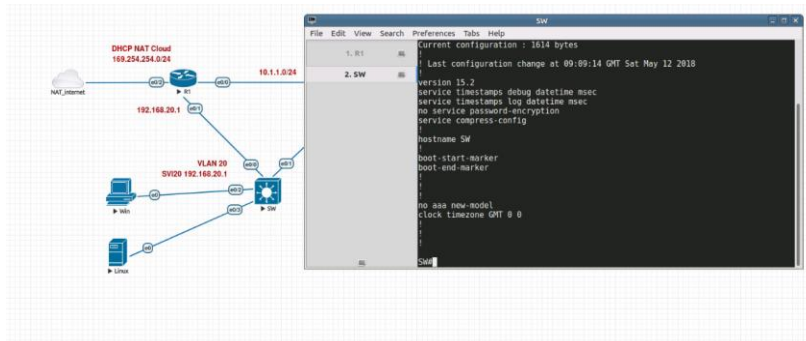 SW
File Edit View Search Preferences Tabs Help
1. R1
2. SW
Current configuration : 1614 bytes
!
! Last configuration change at 09:09:14 GMT Sat May 12 2018
!
version 15.2
service timestamps debug datetime msec
service timestamps log datetime msec
no service password-encryption
service compress-config
!
hostname SW
!
boot-start-marker
boot-end-marker
!
!
!
no aaa new-model
clock timezone GMT 0 0
!
!
!
SW#
DHCP NAT Cloud
169.254.254.0/24
NAT_Internet
e0/2
R1
e0/0
10.1.1.0/24
192.168.20.1
e0/1
VLAN 20
SVI20 192.168.20.1
e0/0
e0/1
Win
e0
e0/2
SW
e0/3
Linux
e0